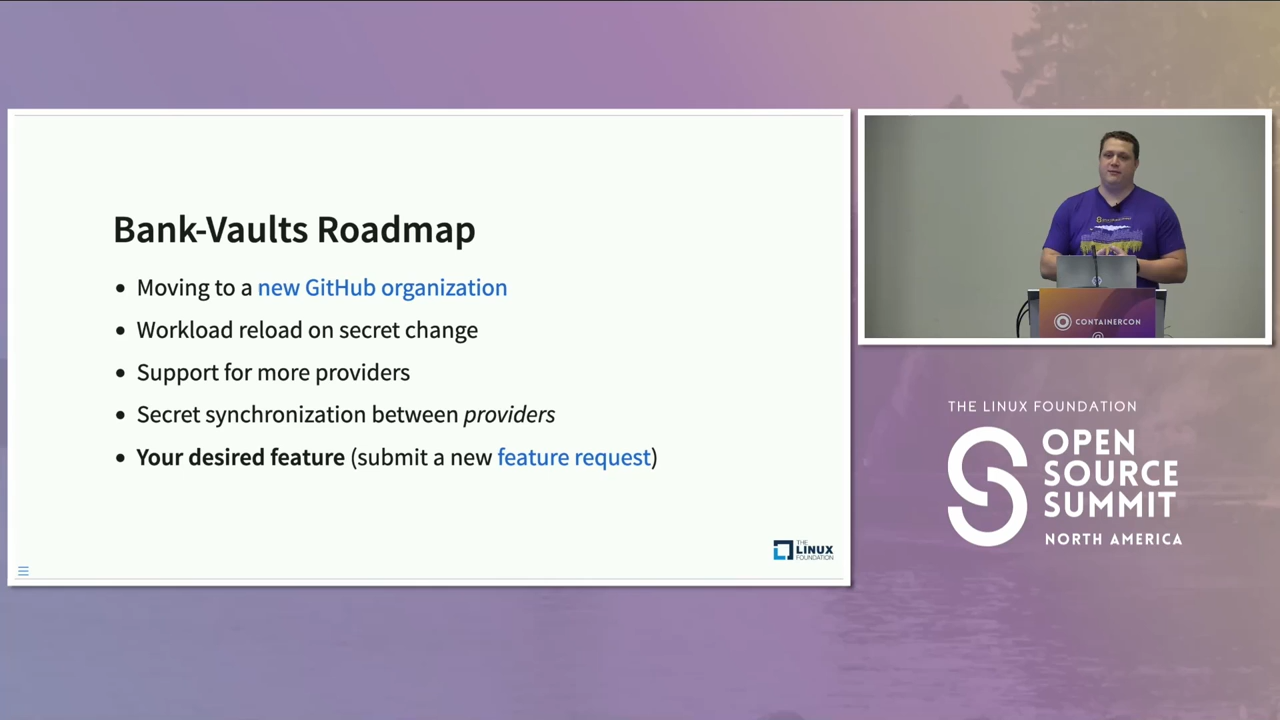 Bank-Vaults Roadmap
• Moving to a new GitHub organization
• Workload reload on secret change
• Support for more providers
• Secret synchronization between providers
• Your desired feature (submit a new feature request)
THE
LINUX
FOUNDATION
CONTAINERCON
THE LINUX FOUNDATION
OPEN
SOURCE
SUMMIT
NORTH AMERICA